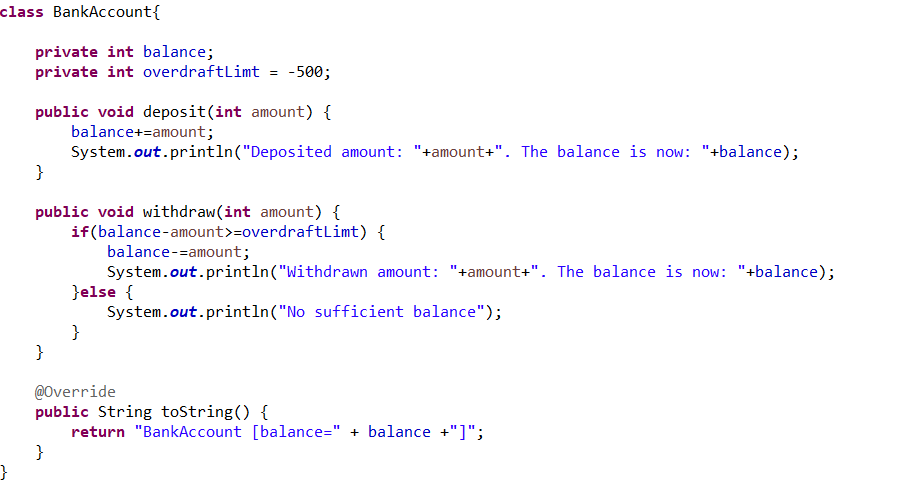 class BankAccount{
private int balance;
private int overdraftLimt = -500;
public void deposit(int amount) {
balance+=amount;
System.out.println("Deposited amount: "+amount+". The balance is now: "+balance);
}
public void withdraw(int amount) {
if(balance-amount>=overdraftLimt) {
balance-=amount;
System.out.println("Withdrawn amount: "+amount+". The balance is now: "+balance);
}else {
System.out.println("No sufficient balance");
}
}
@Override
public String toString() {
return "BankAccount [balance=" + balance +"]";
}
}